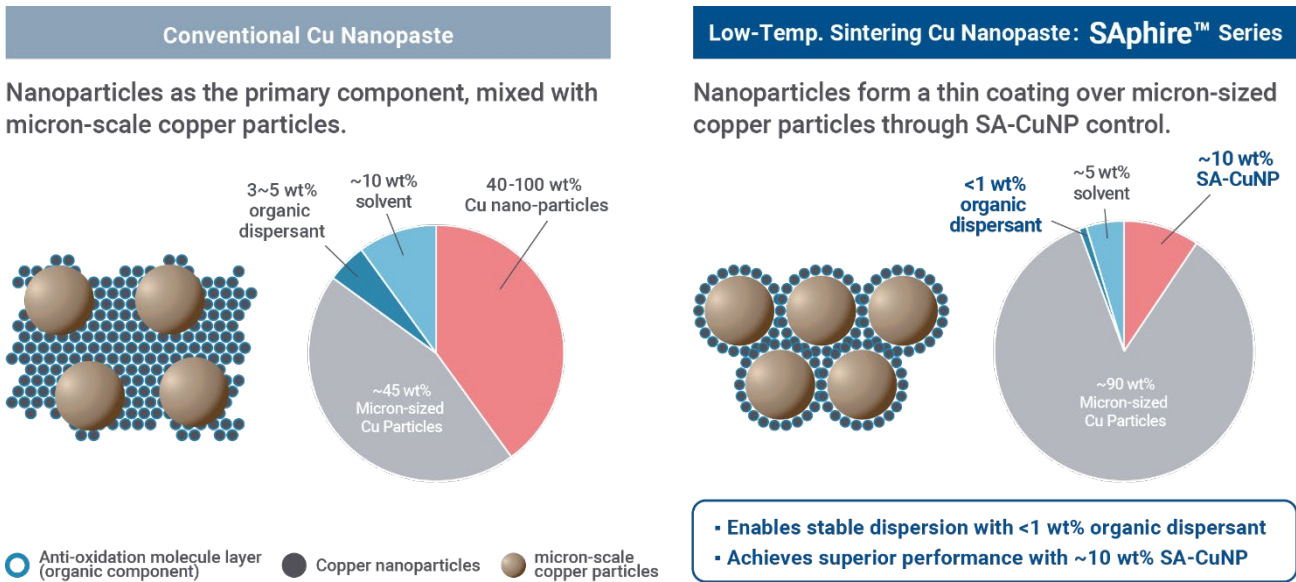 Conventional Cu Nanopaste
Nanoparticles as the primary component, mixed with
micron-scale copper particles.
3~5 wt%
organic
dispersant
~10 wt%
solvent
40-100 wt%
Cu nano-particles
~45 wt%
Micron-sized
Cu Particles
Anti-oxidation molecule layer
(organic component)
Copper nanoparticles
micron-scale
copper particles
Low-Temp. Sintering Cu Nanopaste: SAphire™ Series
Nanoparticles form a thin coating over micron-sized
copper particles through SA-CuNP control.
<1 wt%
organic
dispersant
~5 wt%
solvent
~10 wt%
SA-CuNP
~90 wt%
Micron-sized
Cu Particles
▪ Enables stable dispersion with <1 wt% organic dispersant
▪ Achieves superior performance with ~10 wt% SA-CuNP